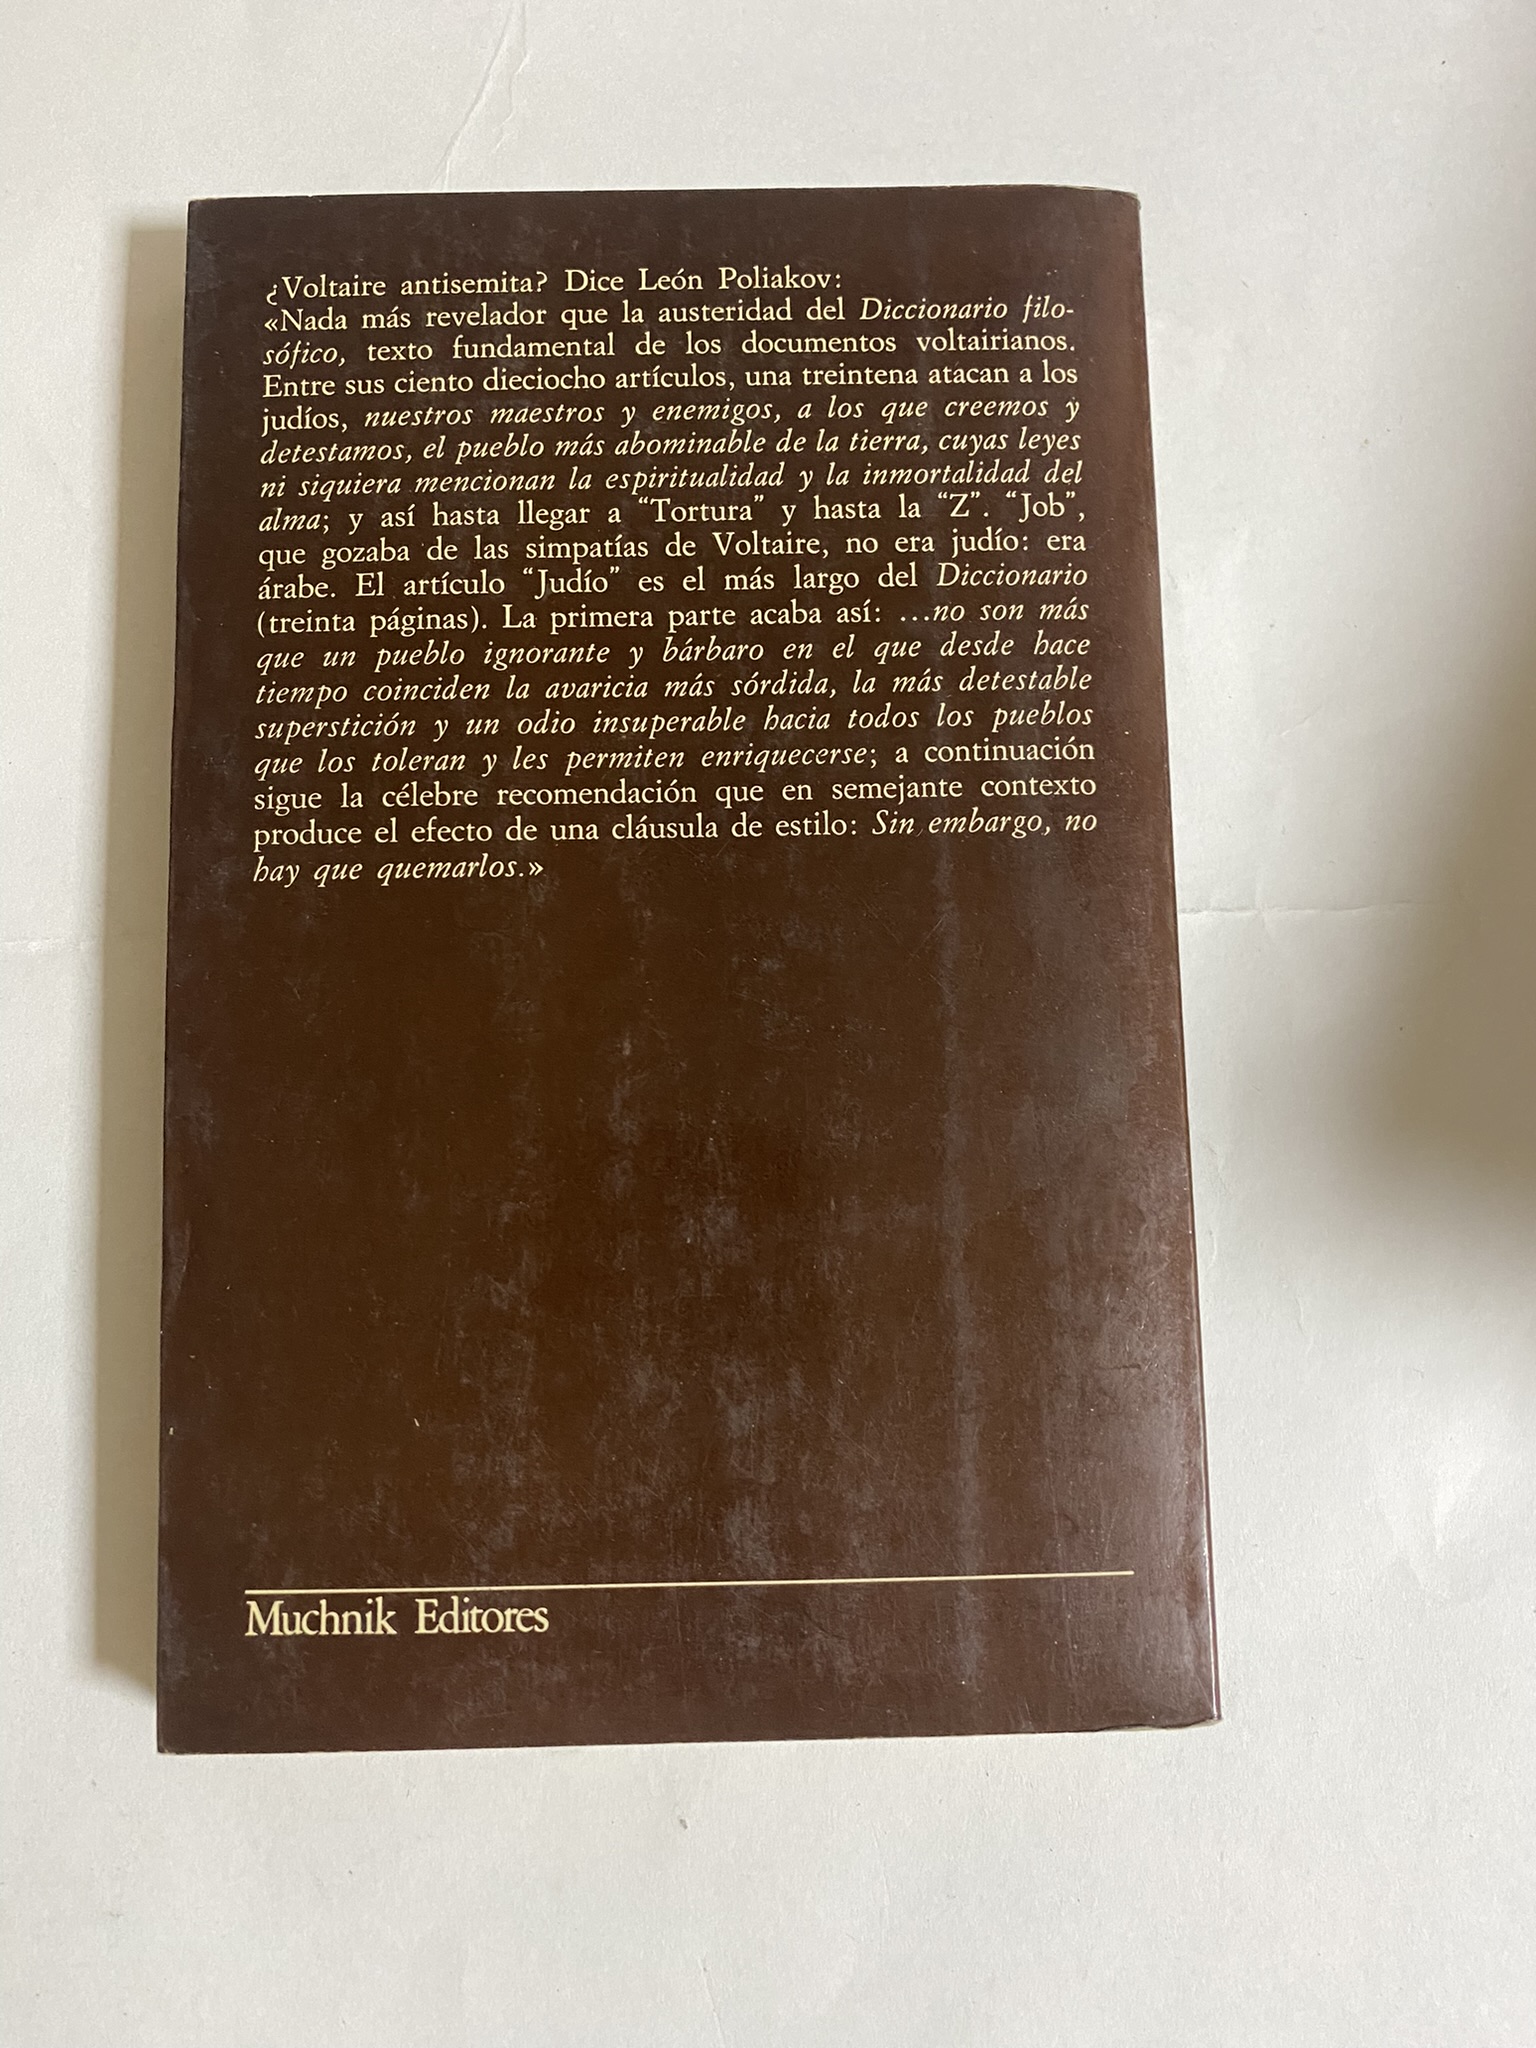 ¿Voltaire antisemita? Dice León Poliakov:
«Nada más revelador que la austeridad del Diccionario filo-
sófico, texto fundamental de los documentos voltairianos.
Entre sus ciento dieciocho artículos, una treintena atacan a los
judíos, nuestros maestros y enemigos, a los que creemos y
detestamos, el pueblo más abominable de la tierra, cuyas leyes
ni siquiera mencionan la espiritualidad y la inmortalidad del
alma; y así hasta llegar a “Tortura” y hasta la “Z”. “Job”,
que gozaba de las simpatías de Voltaire, no era judío: era
árabe. El artículo “Judío” es el más largo del Diccionario
(treinta páginas). La primera parte acaba así: ...no son más
que un pueblo ignorante y bárbaro en el que desde hace
tiempo coinciden la avaricia más sórdida, la más detestable
superstición y un odio insuperable hacia todos los pueblos
que los toleran y les permiten enriquecerse; a continuación
sigue la célebre recomendación que en semejante contexto
produce el efecto de una cláusula de estilo: Sin embargo, no
hay que quemarlos.»
Muchnik Editores